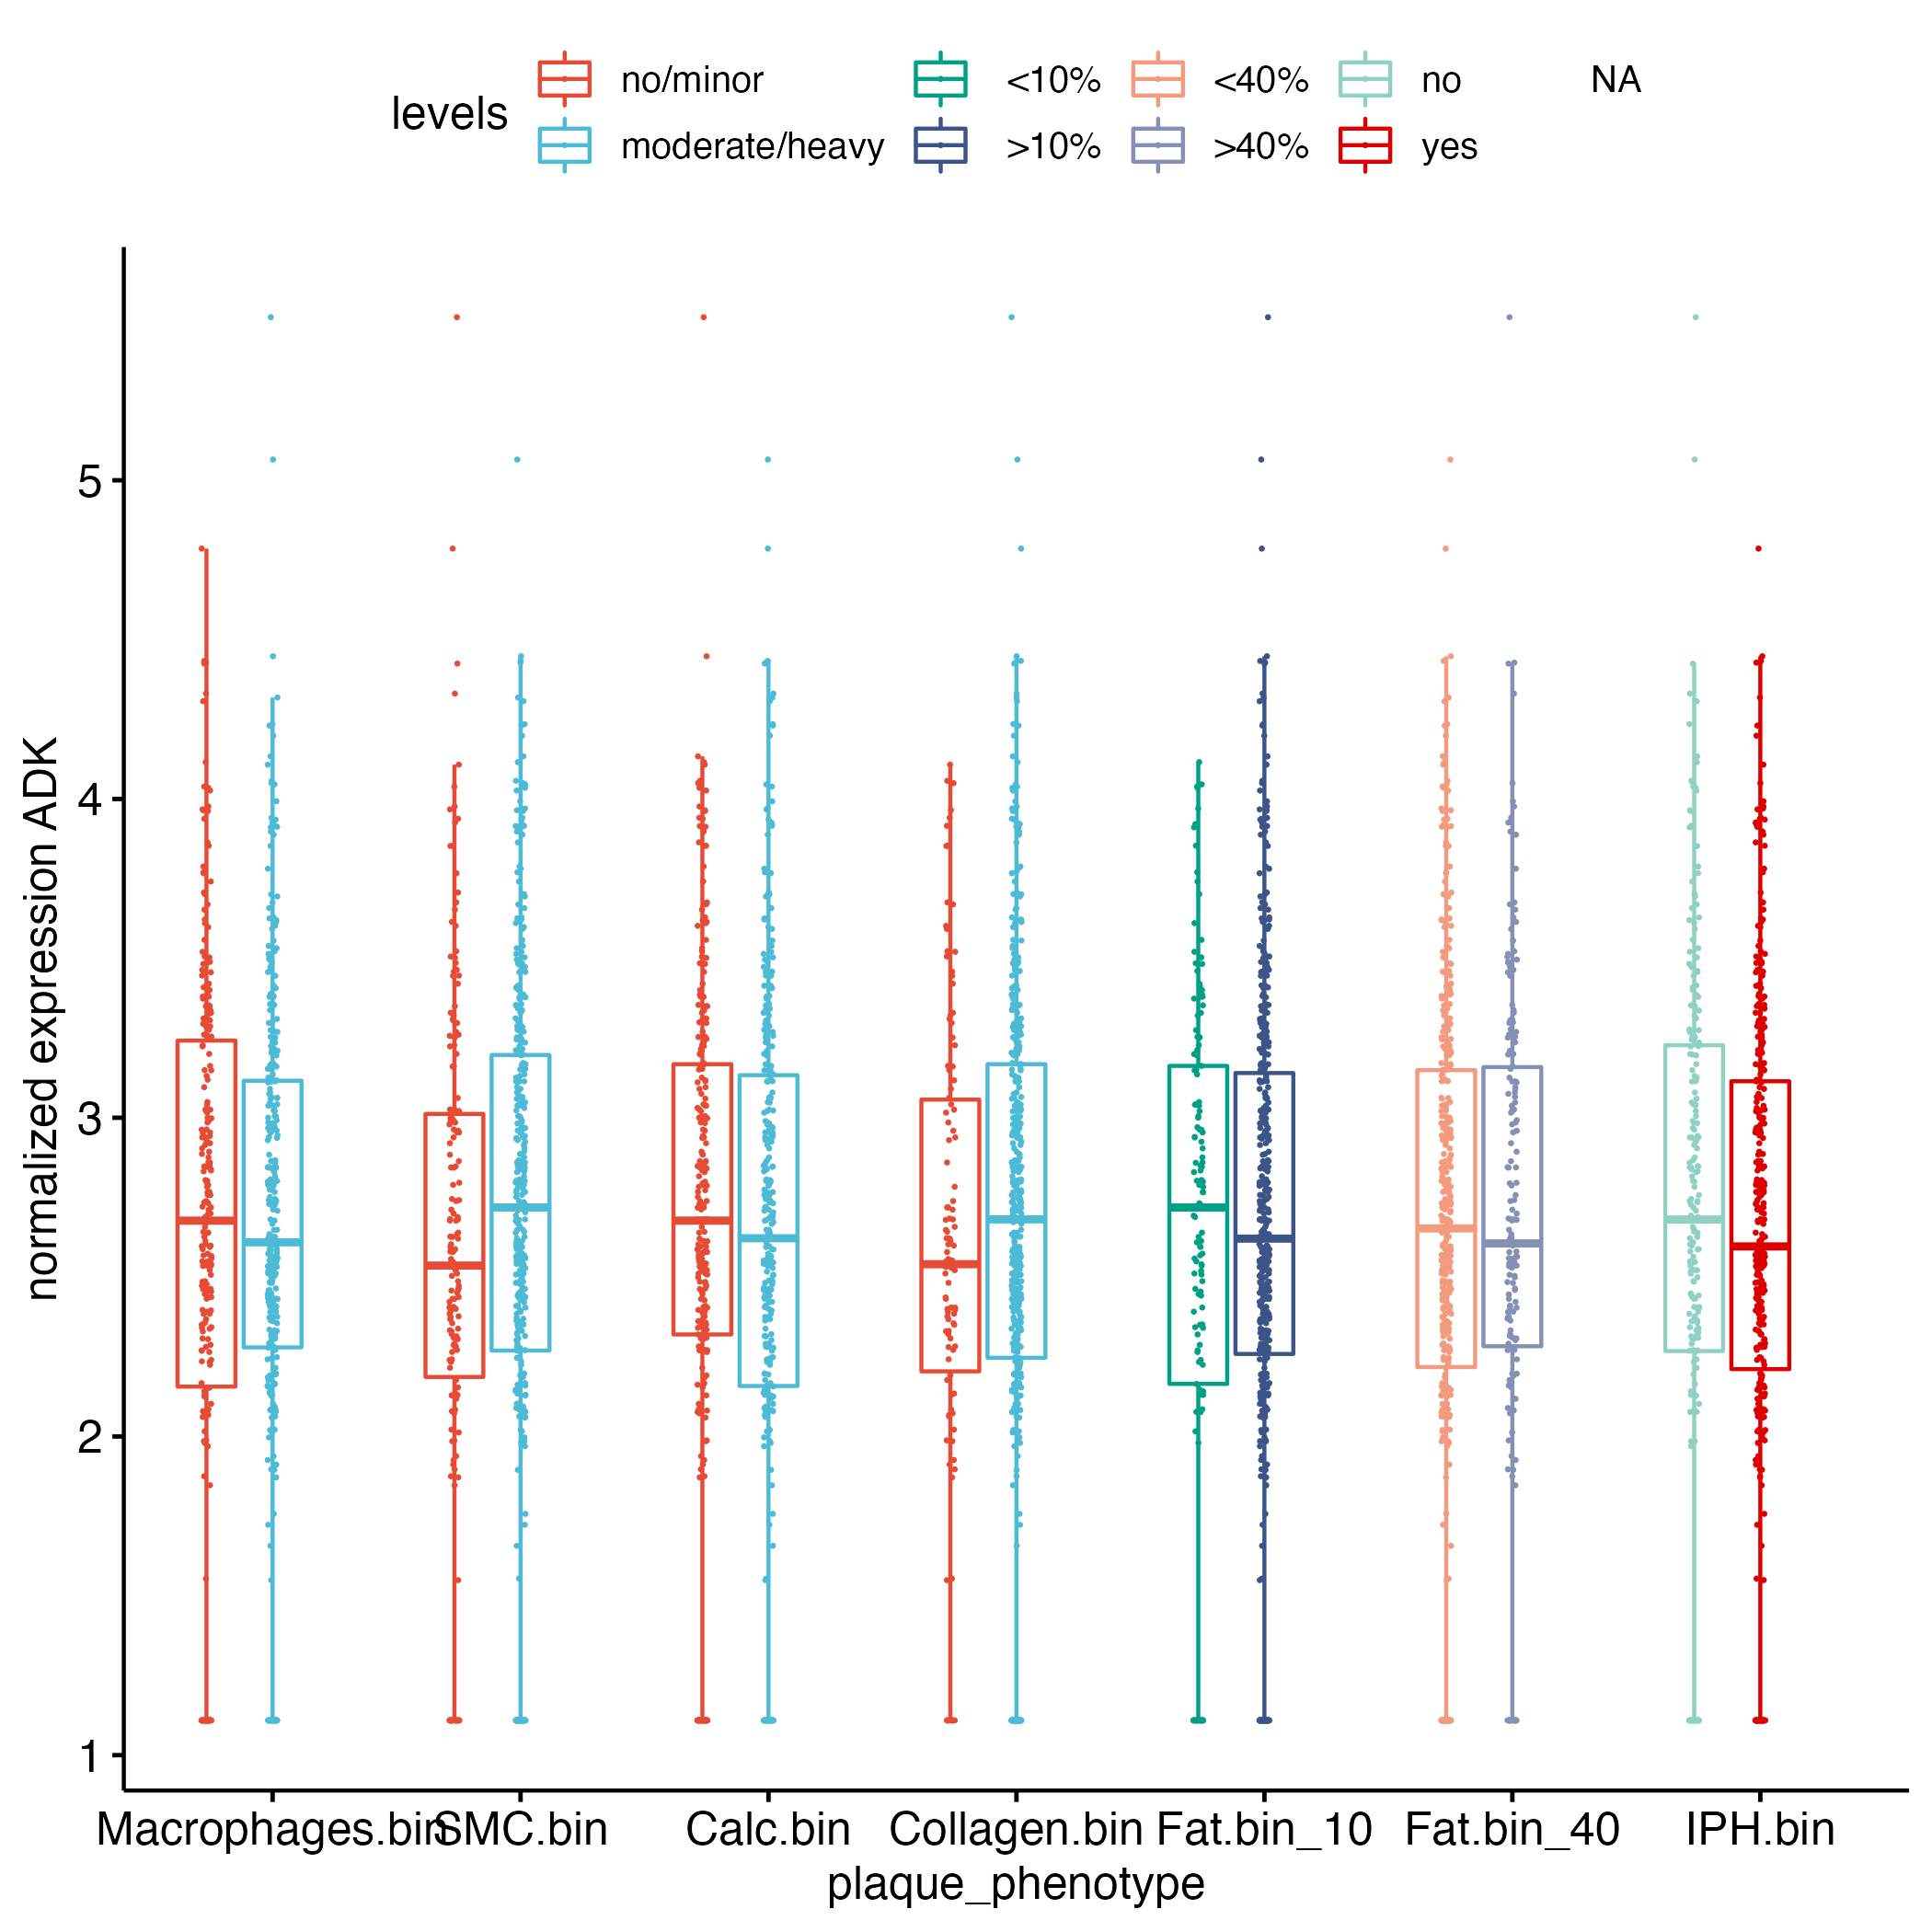 levels
no/minor <10% <40% no NA
moderate/heavy >10% >40% yes
normalized expression ADK
5
4
3
2
1
Macrophages.bin SMC.bin Calc.bin Collagen.bin Fat.bin_10 Fat.bin_40 IPH.bin
plaque_phenotype